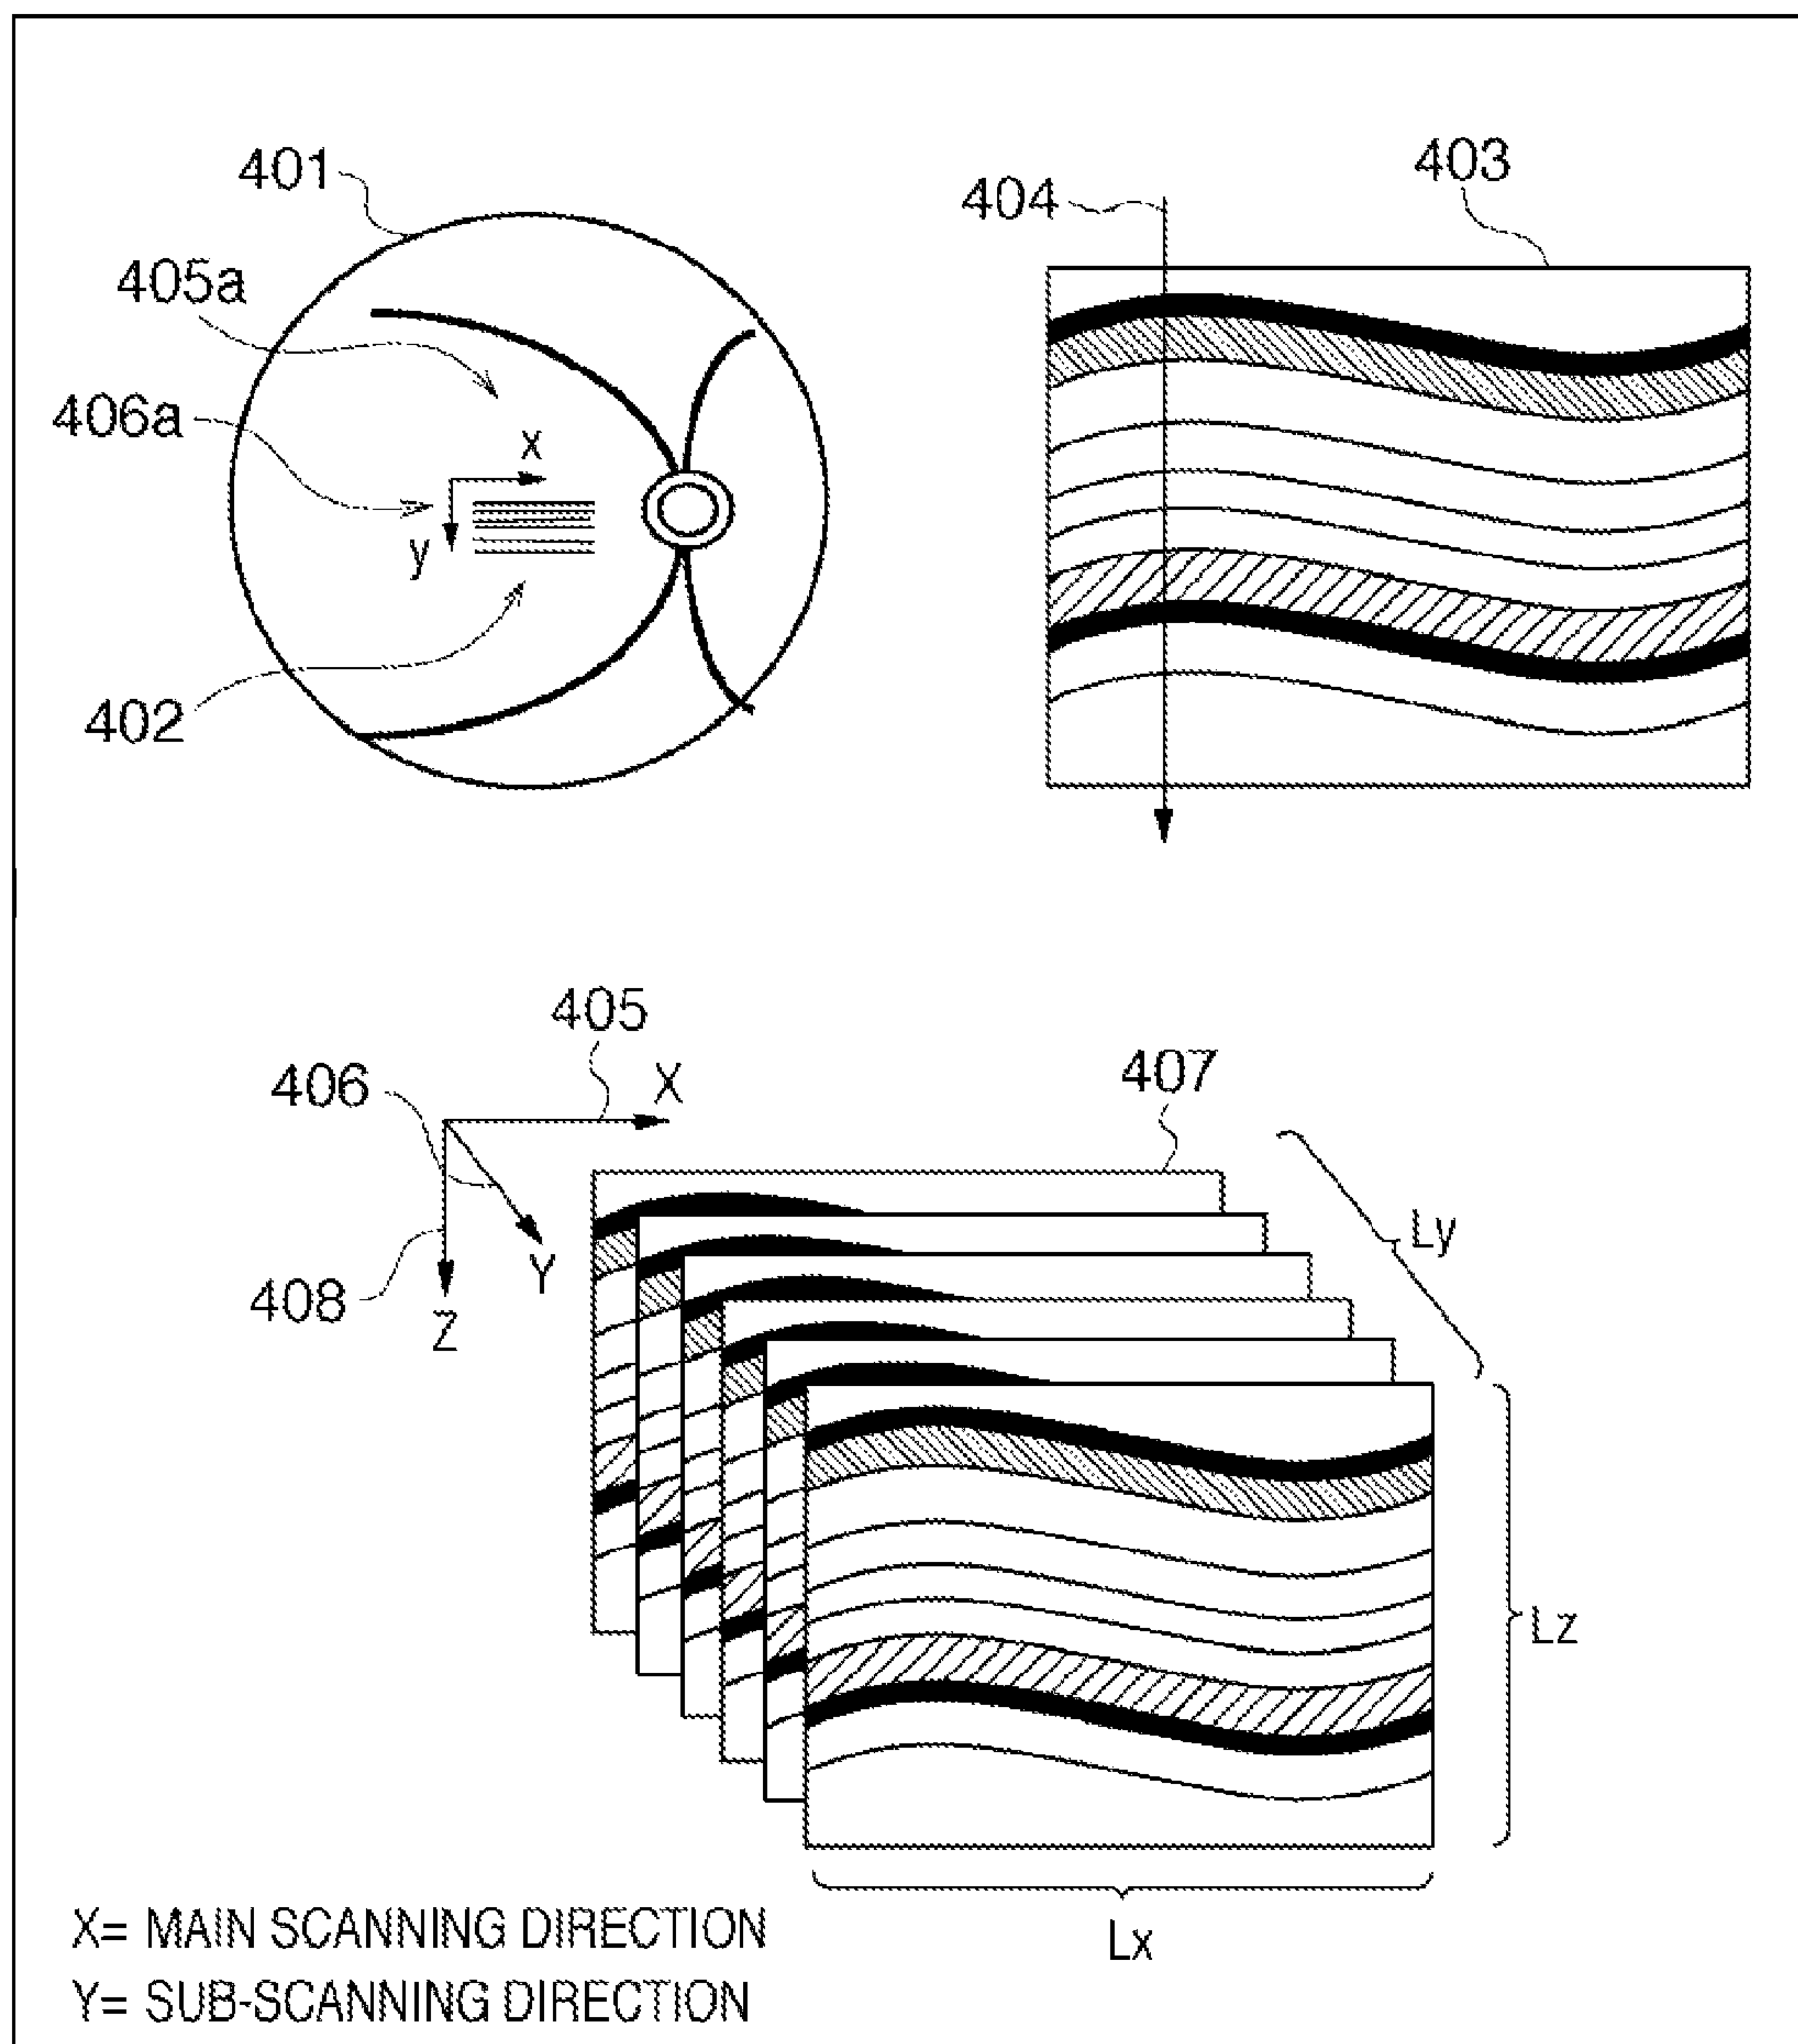 401
405a
406a
x
y
402
404
403
405
406
X
407
Y
408
Z
Ly
Lz
Lx
X= MAIN SCANNING DIRECTION
Y= SUB-SCANNING DIRECTION